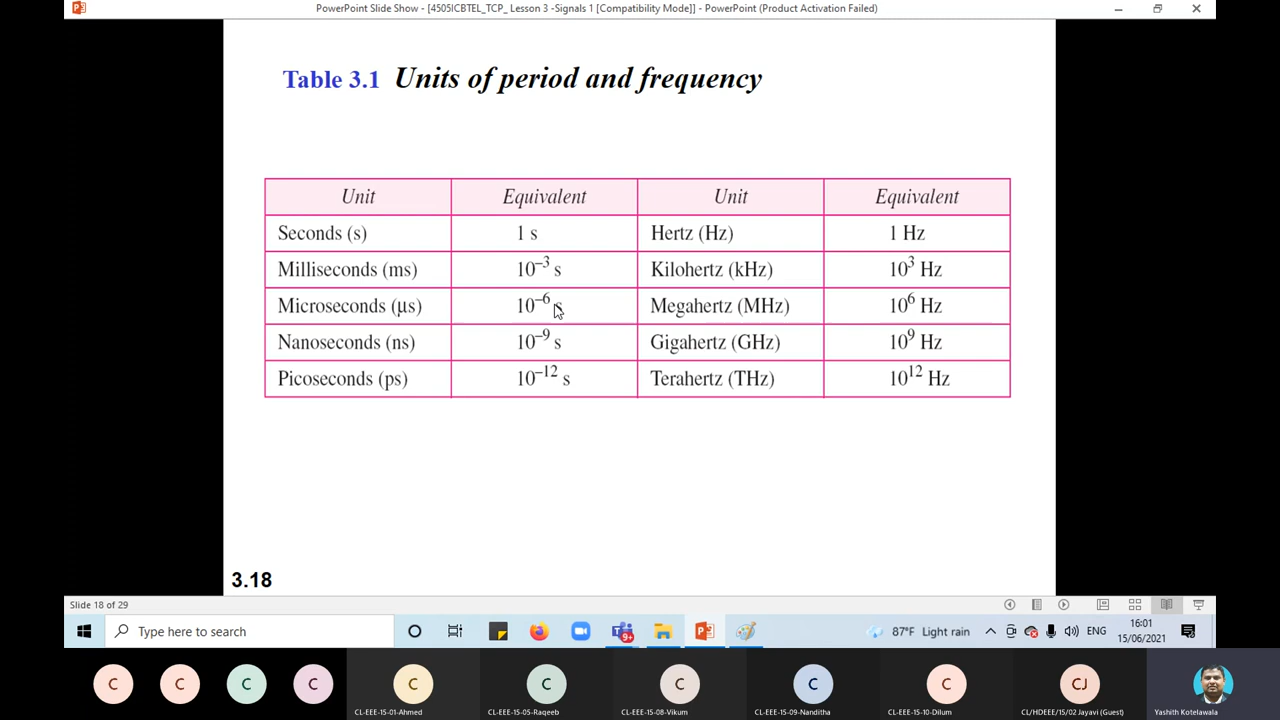 PowerPoint Slide Show - [4505ICBTEL_TCP_ Lesson 3 -Signals 1 [Compatibility Mode]] - PowerPoint (Product Activation Failed)
Table 3.1 Units of period and frequency
Unit Equivalent Unit Equivalent
Seconds (s) 1 s Hertz (Hz) 1 Hz
Milliseconds (ms) 10⁻³ s Kilohertz (kHz) 10³ Hz
Microseconds (μs) 10⁻⁶ s Megahertz (MHz) 10⁶ Hz
Nanoseconds (ns) 10⁻⁹ s Gigahertz (GHz) 10⁹ Hz
Picoseconds (ps) 10⁻¹² s Terahertz (THz) 10¹² Hz
3.18
Slide 18 of 29
Type here to search 9+ 87°F Light rain ENG 16:01
15/06/2021
C C C C C C C C C CJ
CL-EEE-15-01-Ahmed CL-EEE-15-05-Raqeeb CL-EEE-15-08-Vikum CL-EEE-15-09-Nanditha CL-EEE-15-10-Dilum CL/HDEEE/15/02 Jayavi (Guest) Yashith Kotelawala